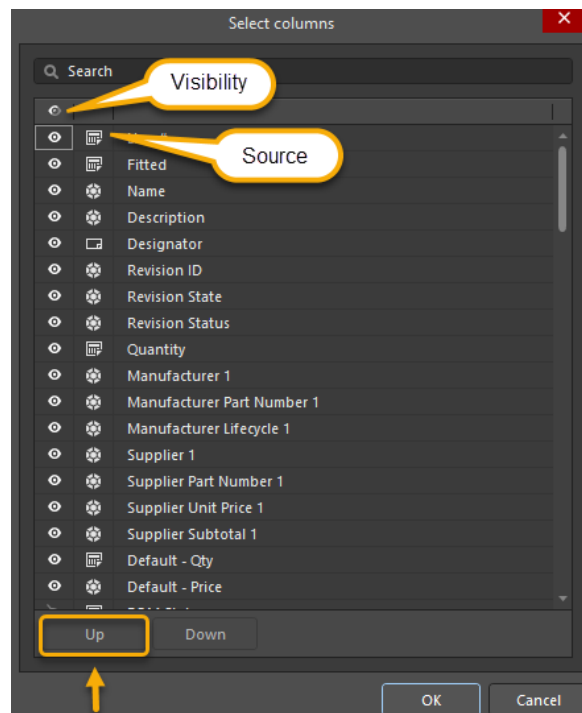 Select columns
Search
Visibility
Source
Fitted
Name
Description
Designator
Revision ID
Revision State
Revision Status
Quantity
Manufacturer 1
Manufacturer Part Number 1
Manufacturer Lifecycle 1
Supplier 1
Supplier Part Number 1
Supplier Unit Price 1
Supplier Subtotal 1
Default - Qty
Default - Price
Up Down
OK Cancel